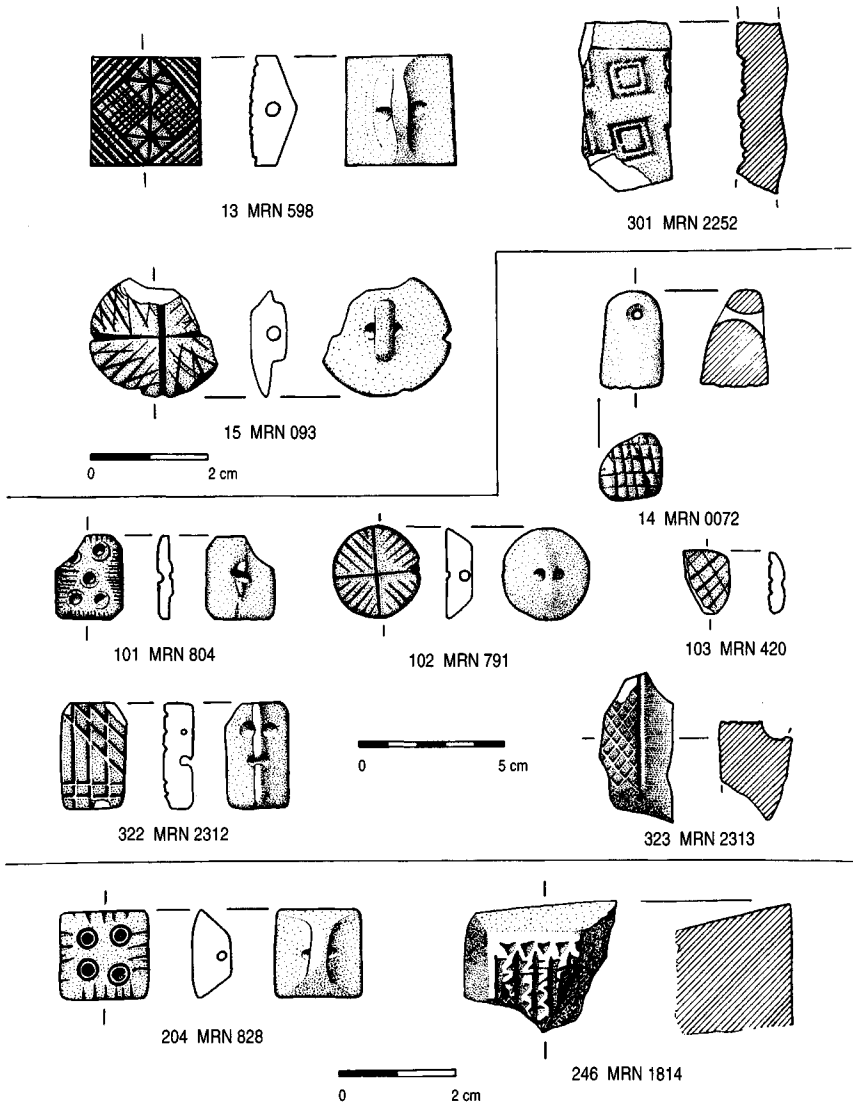 13 MRN 598
301 MRN 2252
15 MRN 093
0 2 cm
14 MRN 0072
101 MRN 804
102 MRN 791
103 MRN 420
0 5 cm
322 MRN 2312
323 MRN 2313
204 MRN 828
246 MRN 1814
0 2 cm